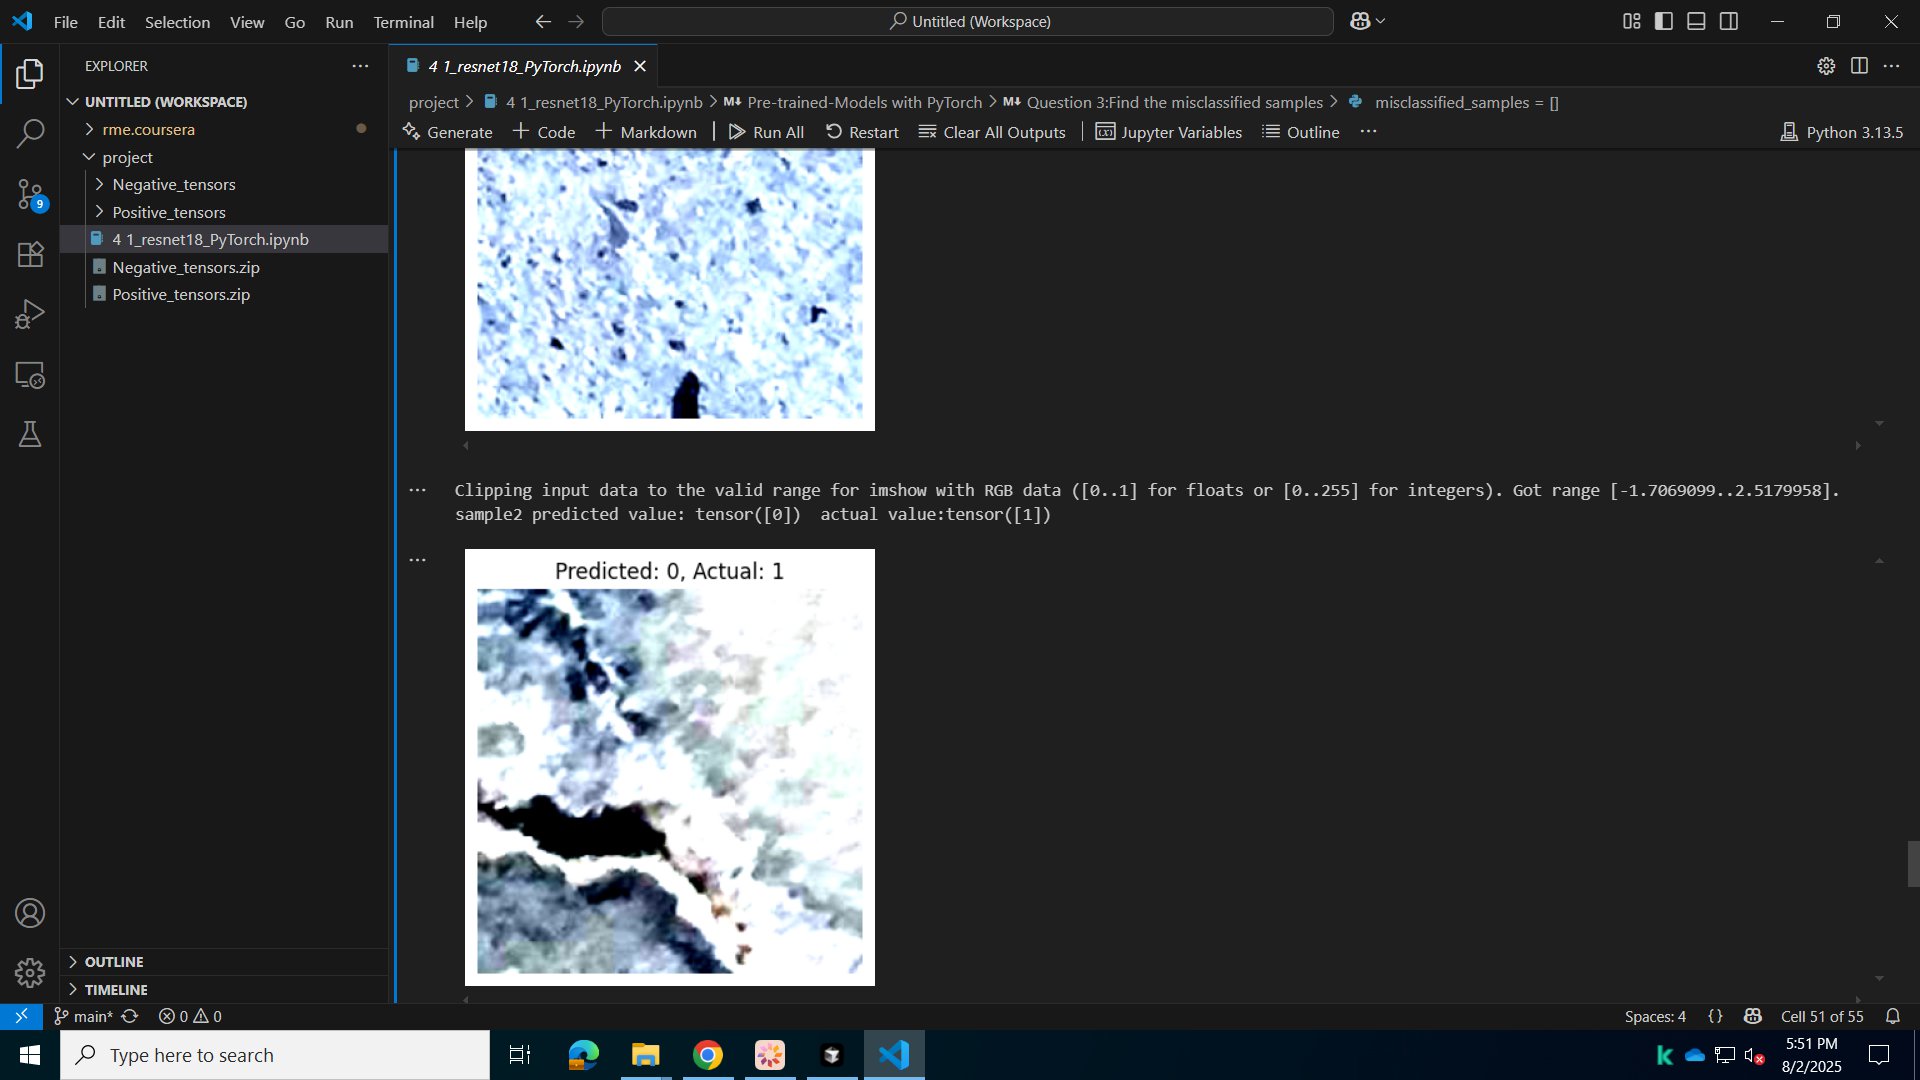 File Edit Selection View Go Run Terminal Help
Untitled (Workspace)
EXPLORER
4 1_resnet18_PyTorch.ipynb
UNTITLED (WORKSPACE)
project > 4 1_resnet18_PyTorch.ipynb > M↓ Pre-trained-Models with PyTorch > M↓ Question 3:Find the misclassified samples > misclassified_samples = []
rme.coursera
Generate + Code + Markdown | Run All Restart Clear All Outputs | Jupyter Variables Outline ...
Python 3.13.5
project
Negative_tensors
Positive_tensors
9
4 1_resnet18_PyTorch.ipynb
Negative_tensors.zip
Positive_tensors.zip
Clipping input data to the valid range for imshow with RGB data ([0..1] for floats or [0..255] for integers). Got range [-1.7069099..2.5179958].
sample2 predicted value: tensor([0])  actual value:tensor([1])
Predicted: 0, Actual: 1
OUTLINE
TIMELINE
main* 0 0
Spaces: 4 {} Cell 51 of 55
Type here to search
5:51 PM
8/2/2025